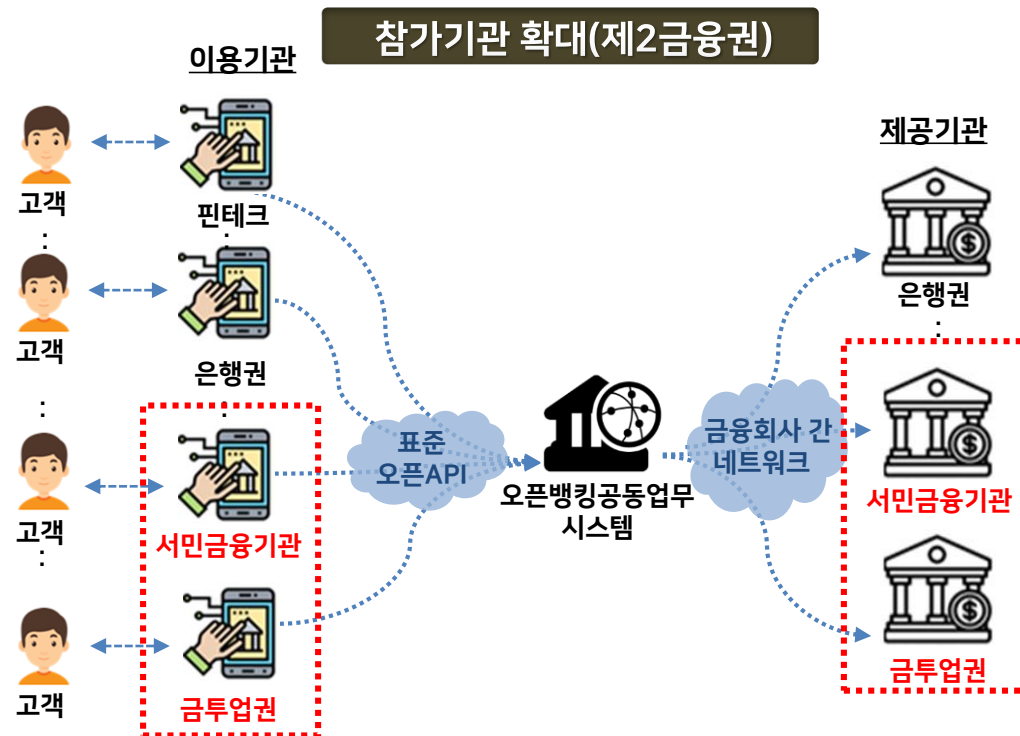 참가기관 확대(제2금융권)
이용기관
고객
핀테크
고객
은행권
고객
서민금융기관
고객
금투업권
표준
오픈API
오픈뱅킹공동업무
시스템
금융회사 간
네트워크
제공기관
은행권
서민금융기관
금투업권